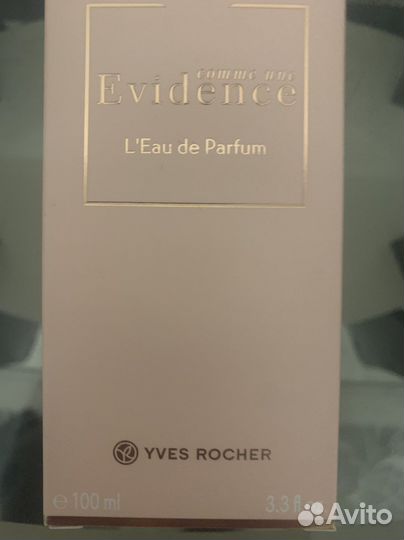 comme une
Evidence
L'Eau de Parfum
YVES ROCHER
℮ 100 ml 3.3 fl
Avito